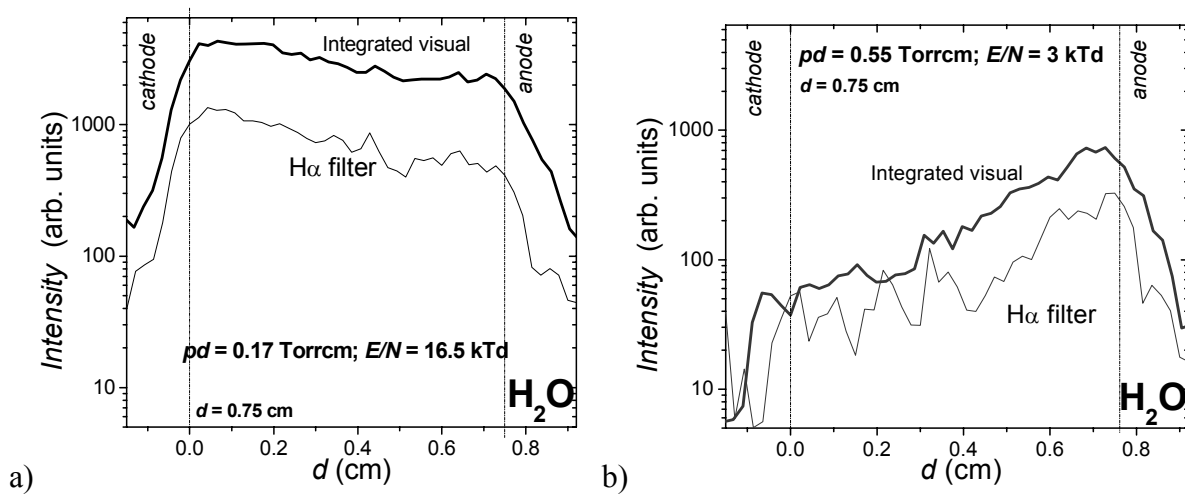 cathode
Integrated visual
anode
Intensity (arb. units)
1000
100
10
Hα filter
pd = 0.17 Torrcm; E/N = 16.5 kTd
H₂O
d = 0.75 cm
0.0 0.2 0.4 0.6 0.8
d (cm)
a)
cathode
pd = 0.55 Torrcm; E/N = 3 kTd
d = 0.75 cm
anode
Intensity (arb. units)
1000
100
10
Integrated visual
Hα filter
H₂O
0.0 0.2 0.4 0.6 0.8
d (cm)
b)